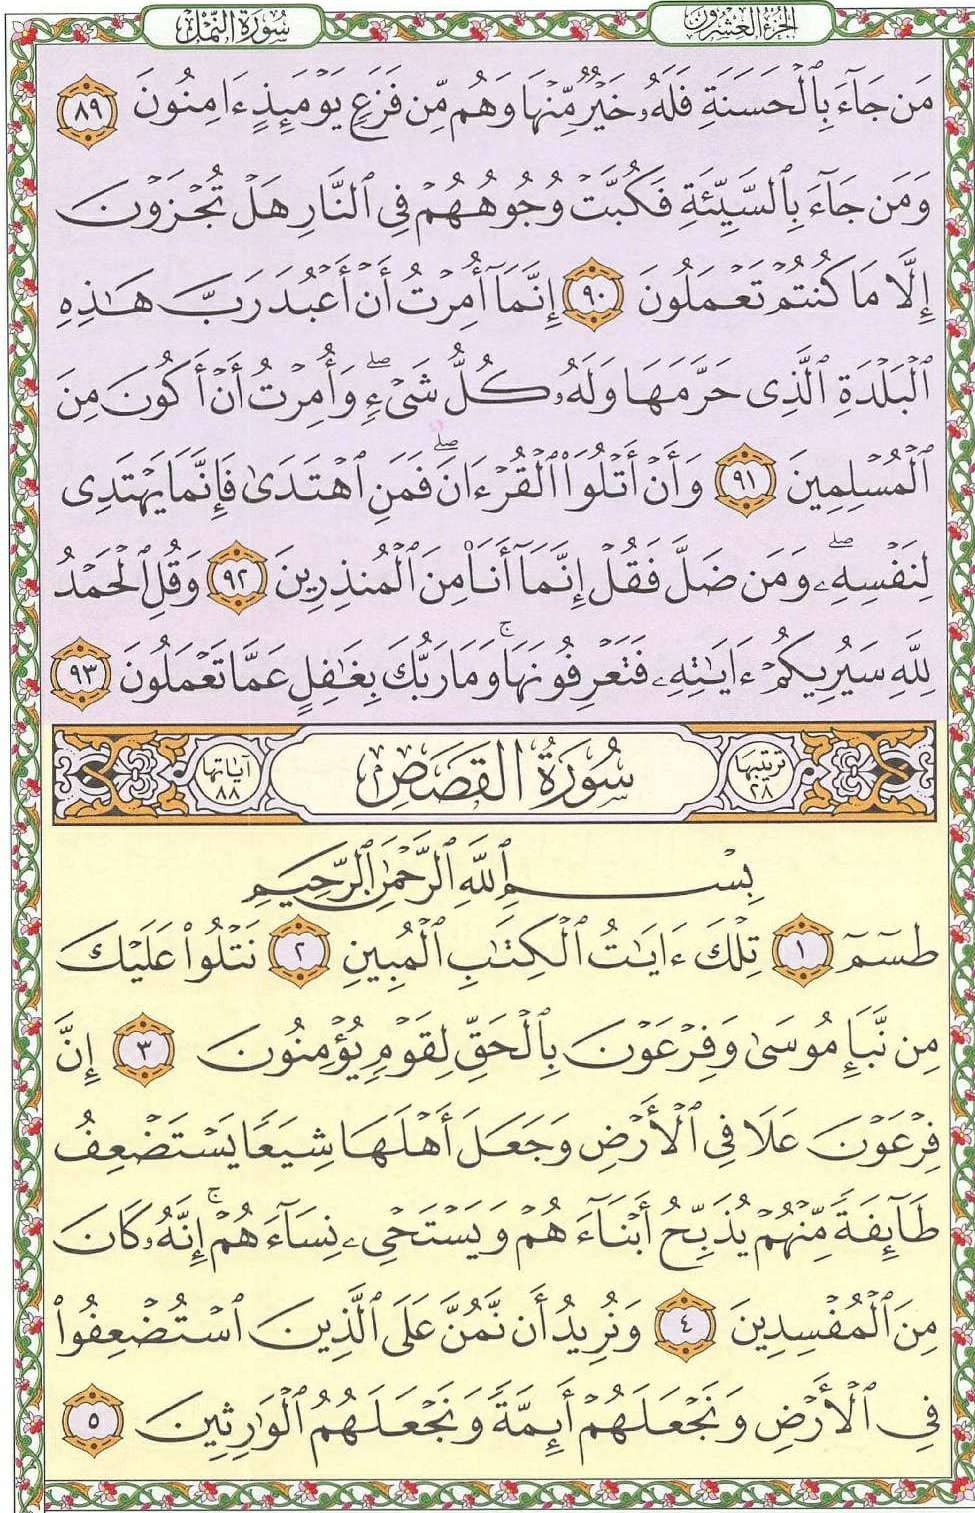 الجزء العشرون
سورة النمل
مَن جَآءَ بِٱلْحَسَنَةِ فَلَهُۥ خَيْرٌ مِّنْهَا وَهُم مِّن فَزَعٍ يَوْمَئِذٍ ءَامِنُونَ ٨٩
وَمَن جَآءَ بِٱلسَّيِّئَةِ فَكُبَّتْ وُجُوهُهُمْ فِى ٱلنَّارِ هَلْ تُجْزَوْنَ
إِلَّا مَا كُنتُمْ تَعْمَلُونَ ٩٠ إِنَّمَآ أُمِرْتُ أَنْ أَعْبُدَ رَبَّ هَٰذِهِ
ٱلْبَلْدَةِ ٱلَّذِى حَرَّمَهَا وَلَهُۥ كُلُّ شَىْءٍ ۖ وَأُمِرْتُ أَنْ أَكُونَ مِنَ
ٱلْمُسْلِمِينَ ٩١ وَأَنْ أَتْلُوَا۟ ٱلْقُرْءَانَ ۖ فَمَنِ ٱهْتَدَىٰ فَإِنَّمَا يَهْتَدِى
لِنَفْسِهِۦ ۖ وَمَن ضَلَّ فَقُلْ إِنَّمَآ أَنَا۠ مِنَ ٱلْمُنذِرِينَ ٩٢ وَقُلِ ٱلْحَمْدُ
لِلَّهِ سَيُرِيكُمْ ءَايَٰتِهِۦ فَتَعْرِفُونَهَا ۚ وَمَا رَبُّكَ بِغَٰفِلٍ عَمَّا تَعْمَلُونَ ٩٣
ترتيبها ٢٨ سُورَةُ القَصَصِ آياتها ٨٨
بِسْمِ ٱللَّهِ ٱلرَّحْمَٰنِ ٱلرَّحِيمِ
طسٓمٓ ١ تِلْكَ ءَايَٰتُ ٱلْكِتَٰبِ ٱلْمُبِينِ ٢ نَتْلُوا۟ عَلَيْكَ
مِن نَّبَإِ مُوسَىٰ وَفِرْعَوْنَ بِٱلْحَقِّ لِقَوْمٍ يُؤْمِنُونَ ٣ إِنَّ
فِرْعَوْنَ عَلَا فِى ٱلْأَرْضِ وَجَعَلَ أَهْلَهَا شِيَعًا يَسْتَضْعِفُ
طَآئِفَةً مِّنْهُمْ يُذَبِّحُ أَبْنَآءَهُمْ وَيَسْتَحْىِۦ نِسَآءَهُمْ ۚ إِنَّهُۥ كَانَ
مِنَ ٱلْمُفْسِدِينَ ٤ وَنُرِيدُ أَن نَّمُنَّ عَلَى ٱلَّذِينَ ٱسْتُضْعِفُوا۟
فِى ٱلْأَرْضِ وَنَجْعَلَهُمْ أَئِمَّةً وَنَجْعَلَهُمُ ٱلْوَٰرِثِينَ ٥